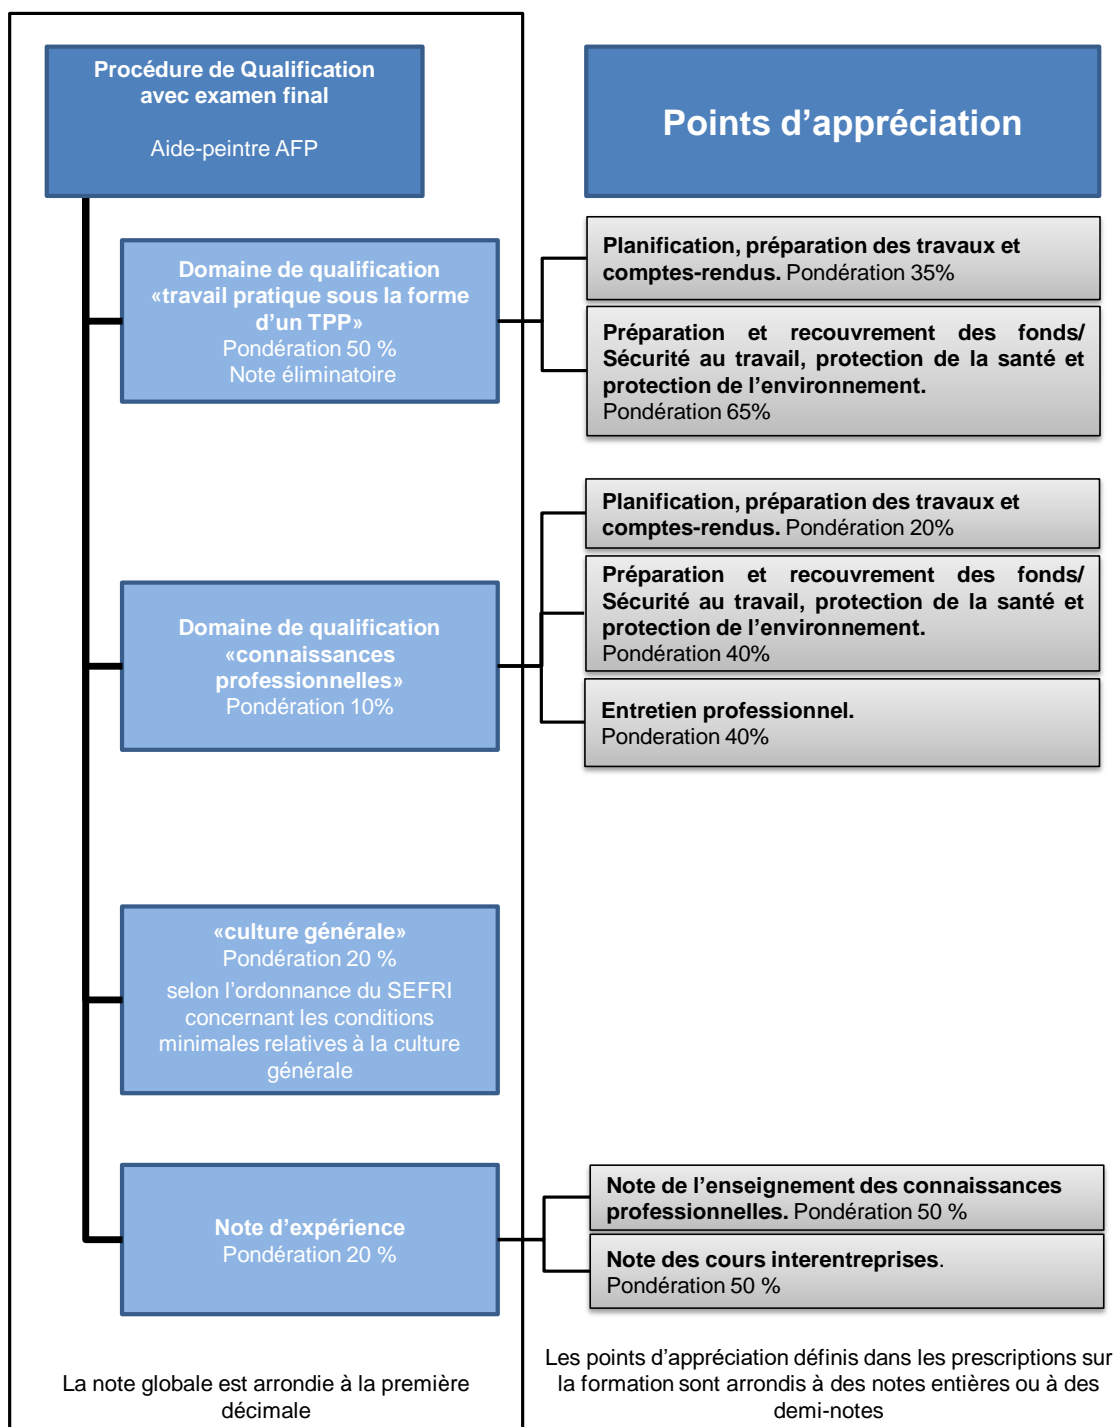 Procédure de Qualification
avec examen final
Aide-peintre AFP
Points d'appréciation
Domaine de qualification
«travail pratique sous la forme
d'un TPP»
Pondération 50 %
Note éliminatoire
Planification, préparation des travaux et
comptes-rendus. Pondération 35%
Préparation et recouvrement des fonds/
Sécurité au travail, protection de la santé et
protection de l'environnement.
Pondération 65%
Domaine de qualification
«connaissances
professionnelles»
Pondération 10%
Planification, préparation des travaux et
comptes-rendus. Pondération 20%
Préparation et recouvrement des fonds/
Sécurité au travail, protection de la santé et
protection de l'environnement.
Pondération 40%
Entretien professionnel.
Ponderation 40%
«culture générale»
Pondération 20 %
selon l'ordonnance du SEFRI
concernant les conditions
minimales relatives à la culture
générale
Note d'expérience
Pondération 20 %
Note de l'enseignement des connaissances
professionnelles. Pondération 50 %
Note des cours interentreprises.
Pondération 50 %
La note globale est arrondie à la première
décimale
Les points d'appréciation définis dans les prescriptions sur
la formation sont arrondis à des notes entières ou à des
demi-notes